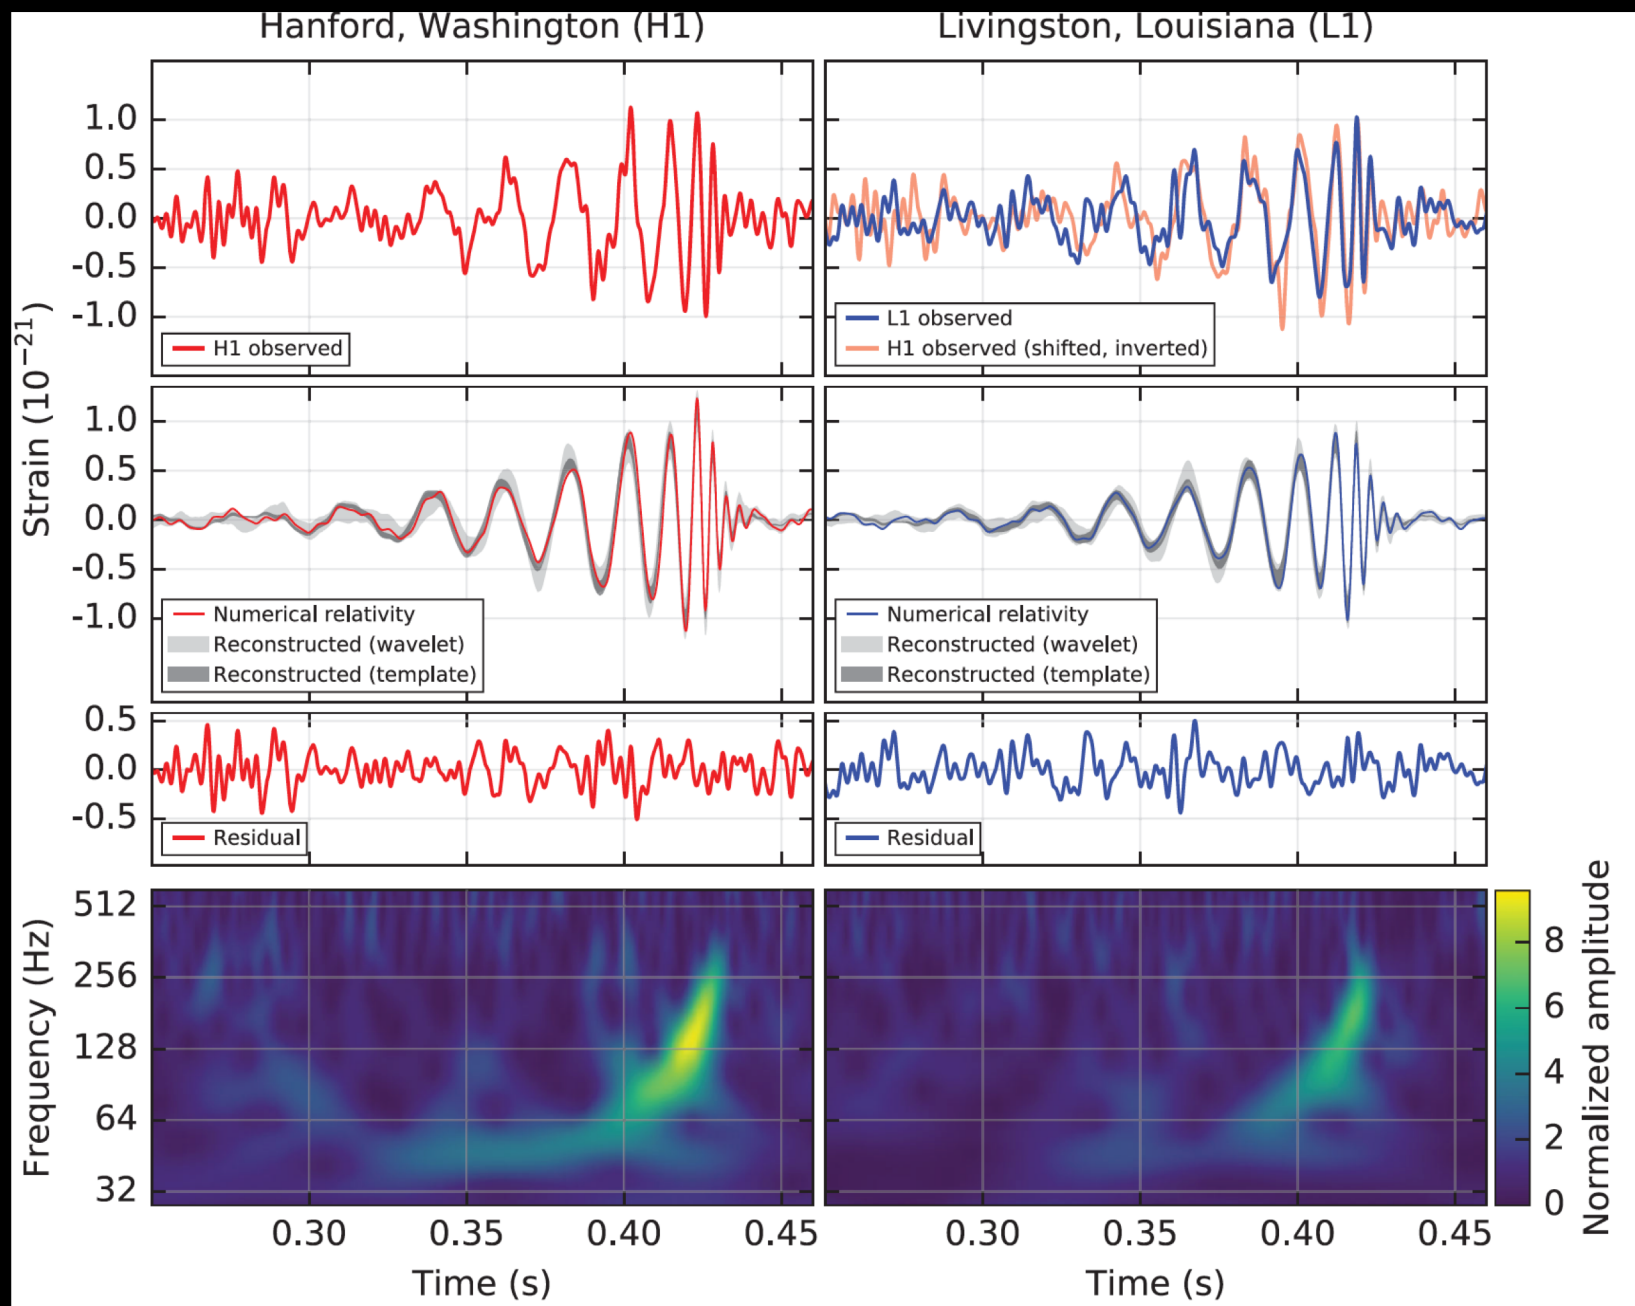 Hanford, Washington (H1)
Livingston, Louisiana (L1)
Strain (10⁻²¹)
1.0
0.5
0.0
-0.5
-1.0
H1 observed
L1 observed
H1 observed (shifted, inverted)
1.0
0.5
0.0
-0.5
-1.0
Numerical relativity
Reconstructed (wavelet)
Reconstructed (template)
Numerical relativity
Reconstructed (wavelet)
Reconstructed (template)
0.5
0.0
-0.5
Residual
Residual
Frequency (Hz)
512
256
128
64
32
0.30 0.35 0.40 0.45
Time (s)
0.30 0.35 0.40 0.45
Time (s)
8
6
4
2
0
Normalized amplitude